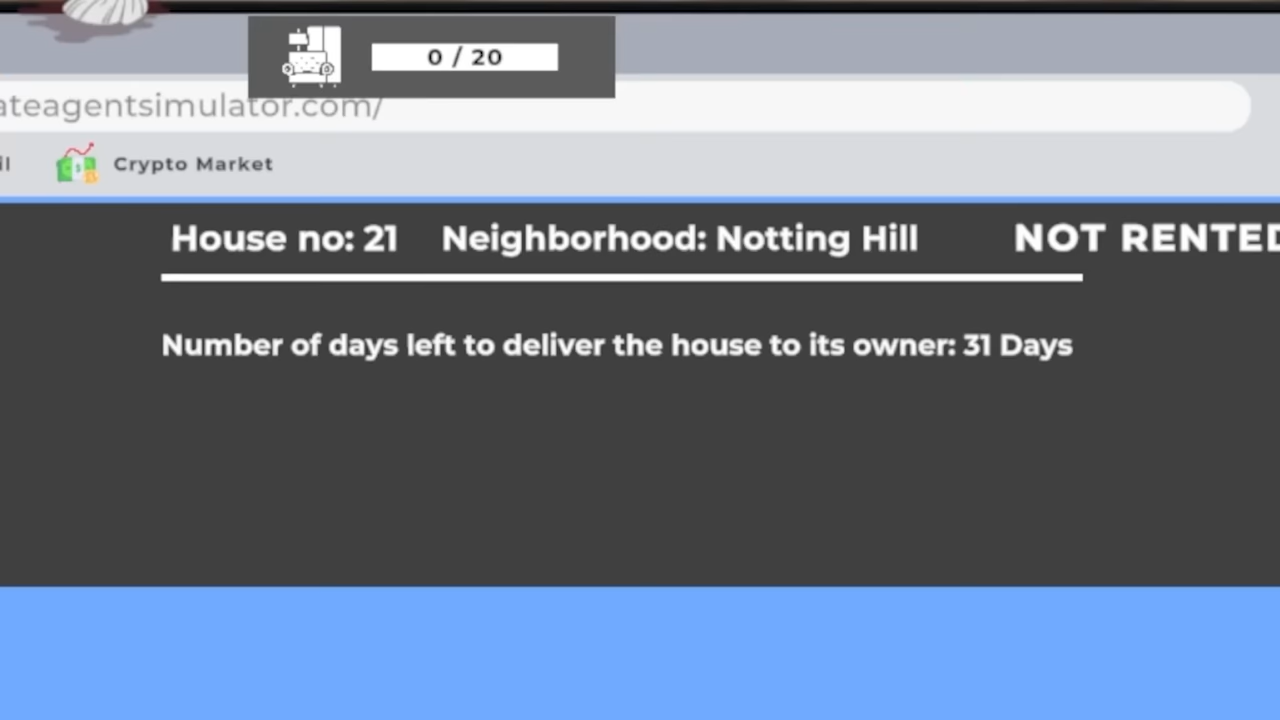 0 / 20
ateagentsimulator.com/
il Crypto Market
House no: 21 Neighborhood: Notting Hill NOT RENTED
Number of days left to deliver the house to its owner: 31 Days